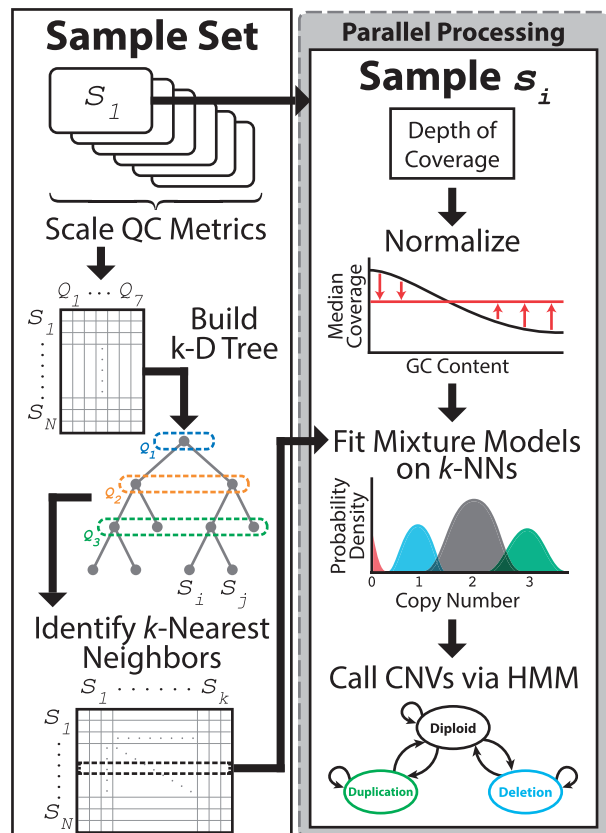 Sample Set
S1
Scale QC Metrics
Q1 ··· Q7
S1
SN
Build
k-D Tree
Q1
Q2
Q3
Si Sj
Identify k-Nearest
Neighbors
S1 ······ Sk
S1
SN
Parallel Processing
Sample si
Depth of
Coverage
Normalize
Median
Coverage
GC Content
Fit Mixture Models
on k-NNs
Probability
Density
0 1 2 3
Copy Number
Call CNVs via HMM
Diploid
Duplication
Deletion